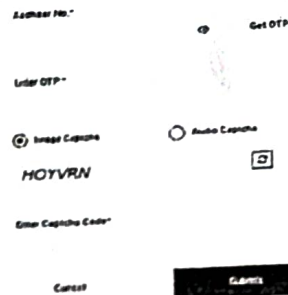 Aadhaar No.*
Get OTP
Enter OTP*
Image Captcha
Audio Captcha
HOYVRN
Enter Captcha Code*
Cancel
Submit